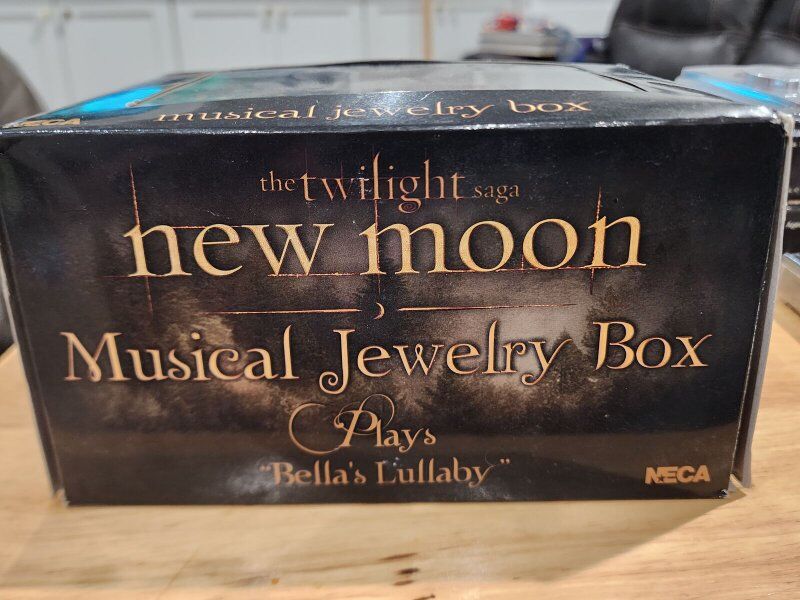 NECA
musical jewelry box
the twilight saga
new moon
Musical Jewelry Box
Plays
"Bella's Lullaby"
NECA